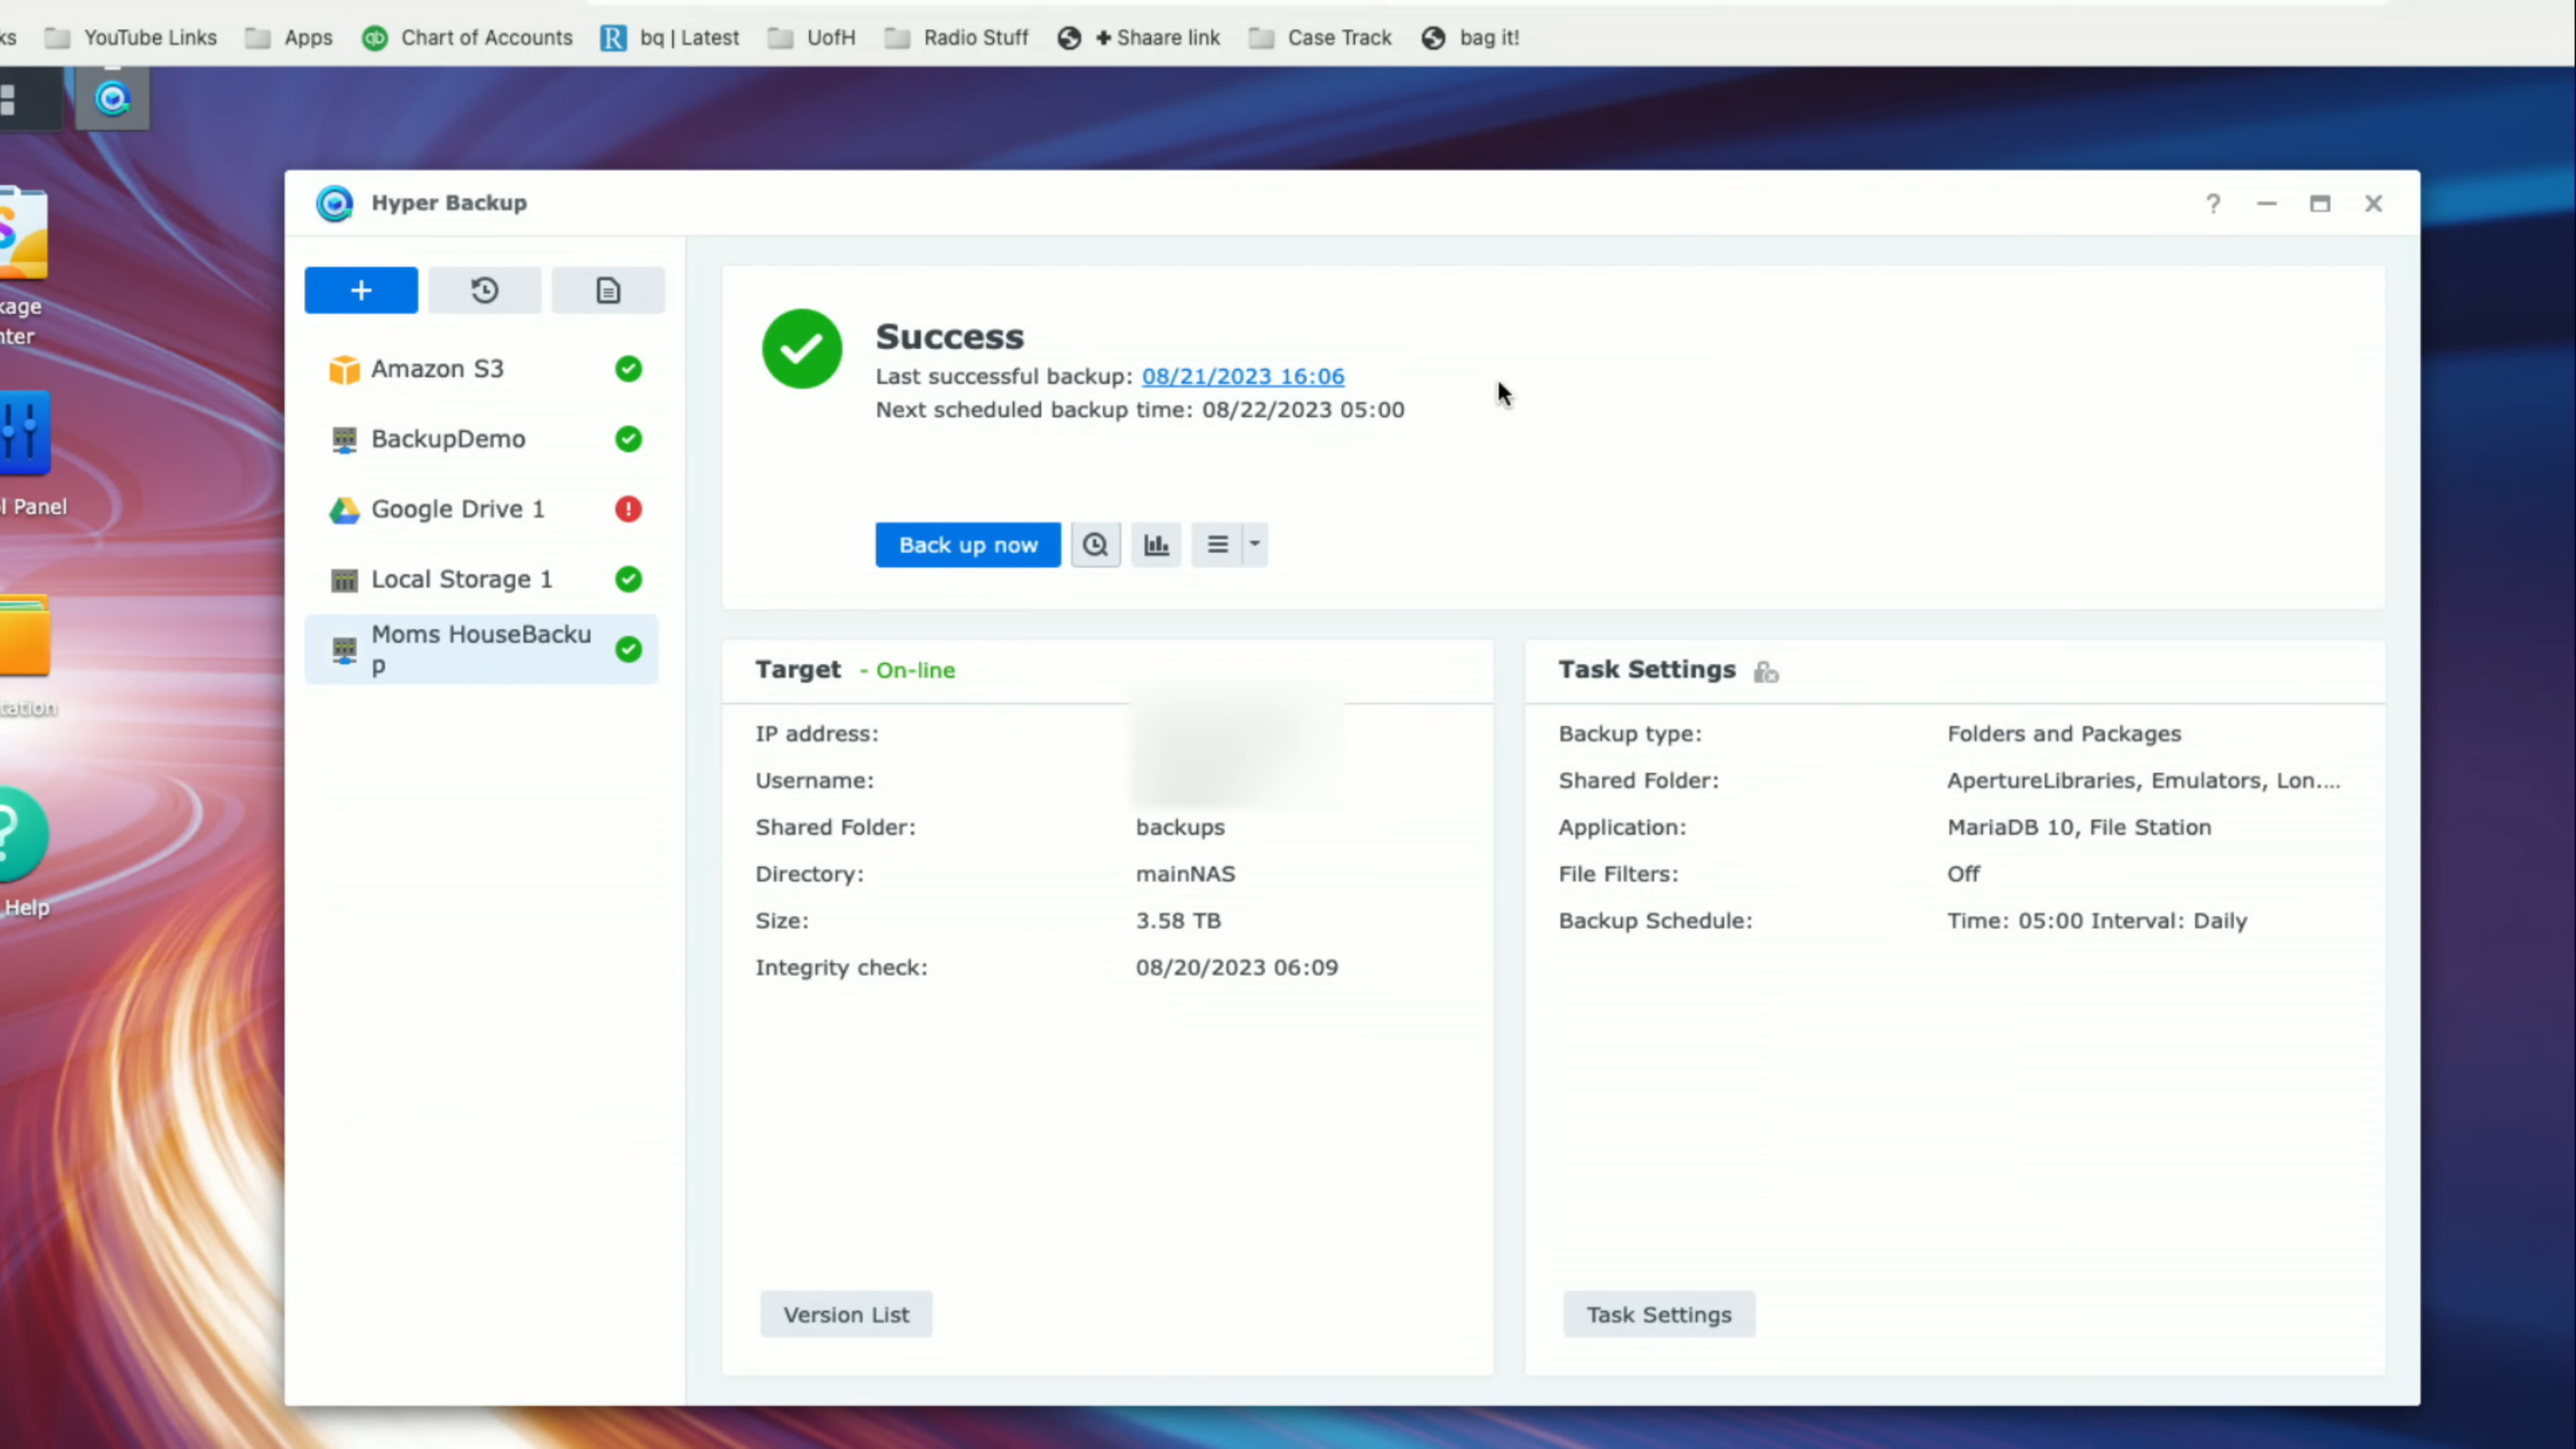 YouTube Links Apps Chart of Accounts bq | Latest UofH Radio Stuff ✚ Shaare link Case Track bag it!
Hyper Backup
Amazon S3
BackupDemo
Google Drive 1
Local Storage 1
Moms HouseBacku
p
Success
Last successful backup: 08/21/2023 16:06
Next scheduled backup time: 08/22/2023 05:00
Back up now
Target - On-line
IP address:
Username:
Shared Folder: backups
Directory: mainNAS
Size: 3.58 TB
Integrity check: 08/20/2023 06:09
Version List
Task Settings
Backup type: Folders and Packages
Shared Folder: ApertureLibraries, Emulators, Lon....
Application: MariaDB 10, File Station
File Filters: Off
Backup Schedule: Time: 05:00 Interval: Daily
Task Settings
kage
nter
l Panel
tation
Help